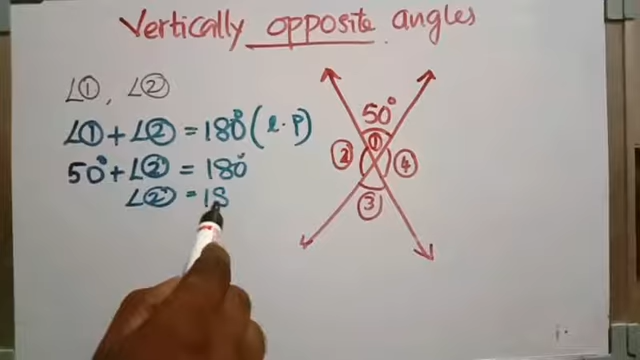 Vertically opposite angles
∠①, ∠②
∠① + ∠② = 180° (l.p)
50° + ∠② = 180°
∠② = 18
50°
①
②
④
③